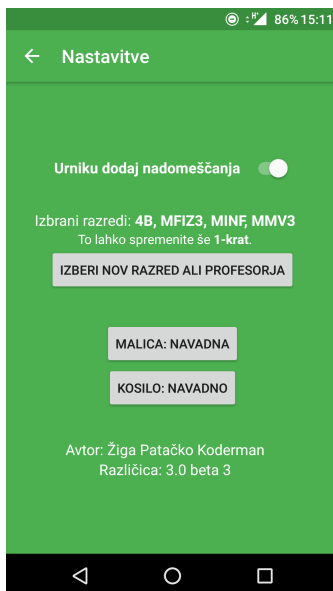 H+ 86% 15:11
Nastavitve
Urniku dodaj nadomeščanja
Izbrani razredi: 4B, MFIZ3, MINF, MMV3
To lahko spremenite še 1-krat.
IZBERI NOV RAZRED ALI PROFESORJA
MALICA: NAVADNA
KOSILO: NAVADNO
Avtor: Žiga Patačko Koderman
Različica: 3.0 beta 3